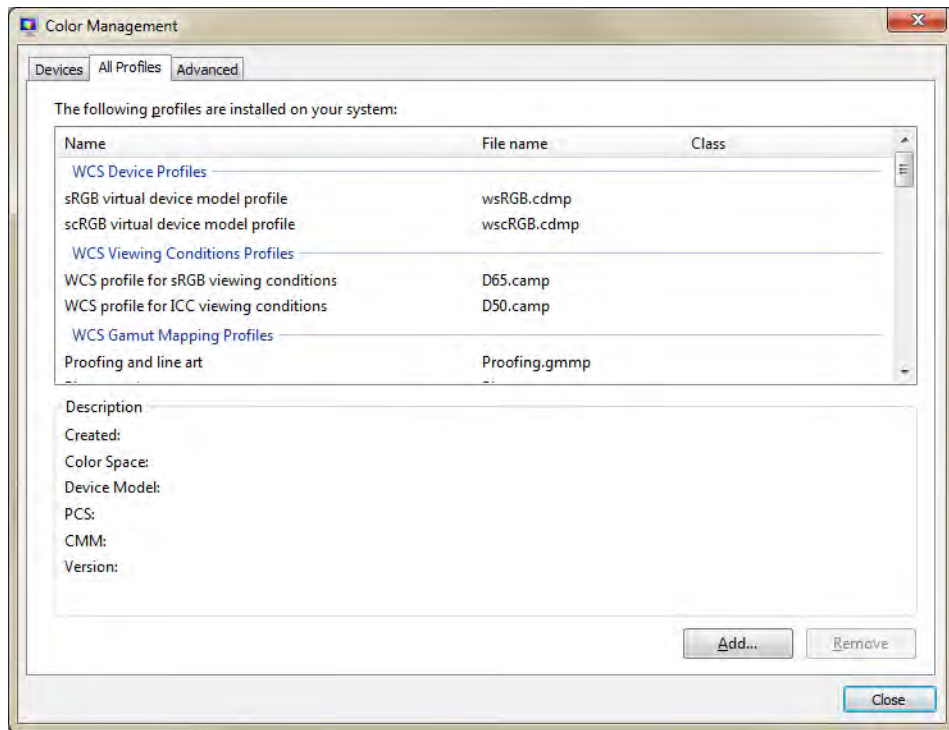 Color Management
Devices All Profiles Advanced
The following profiles are installed on your system:
Name File name Class
WCS Device Profiles
sRGB virtual device model profile wsRGB.cdmp
scRGB virtual device model profile wscRGB.cdmp
WCS Viewing Conditions Profiles
WCS profile for sRGB viewing conditions D65.camp
WCS profile for ICC viewing conditions D50.camp
WCS Gamut Mapping Profiles
Proofing and line art Proofing.gmmp
Description
Created:
Color Space:
Device Model:
PCS:
CMM:
Version:
Add... Remove
Close